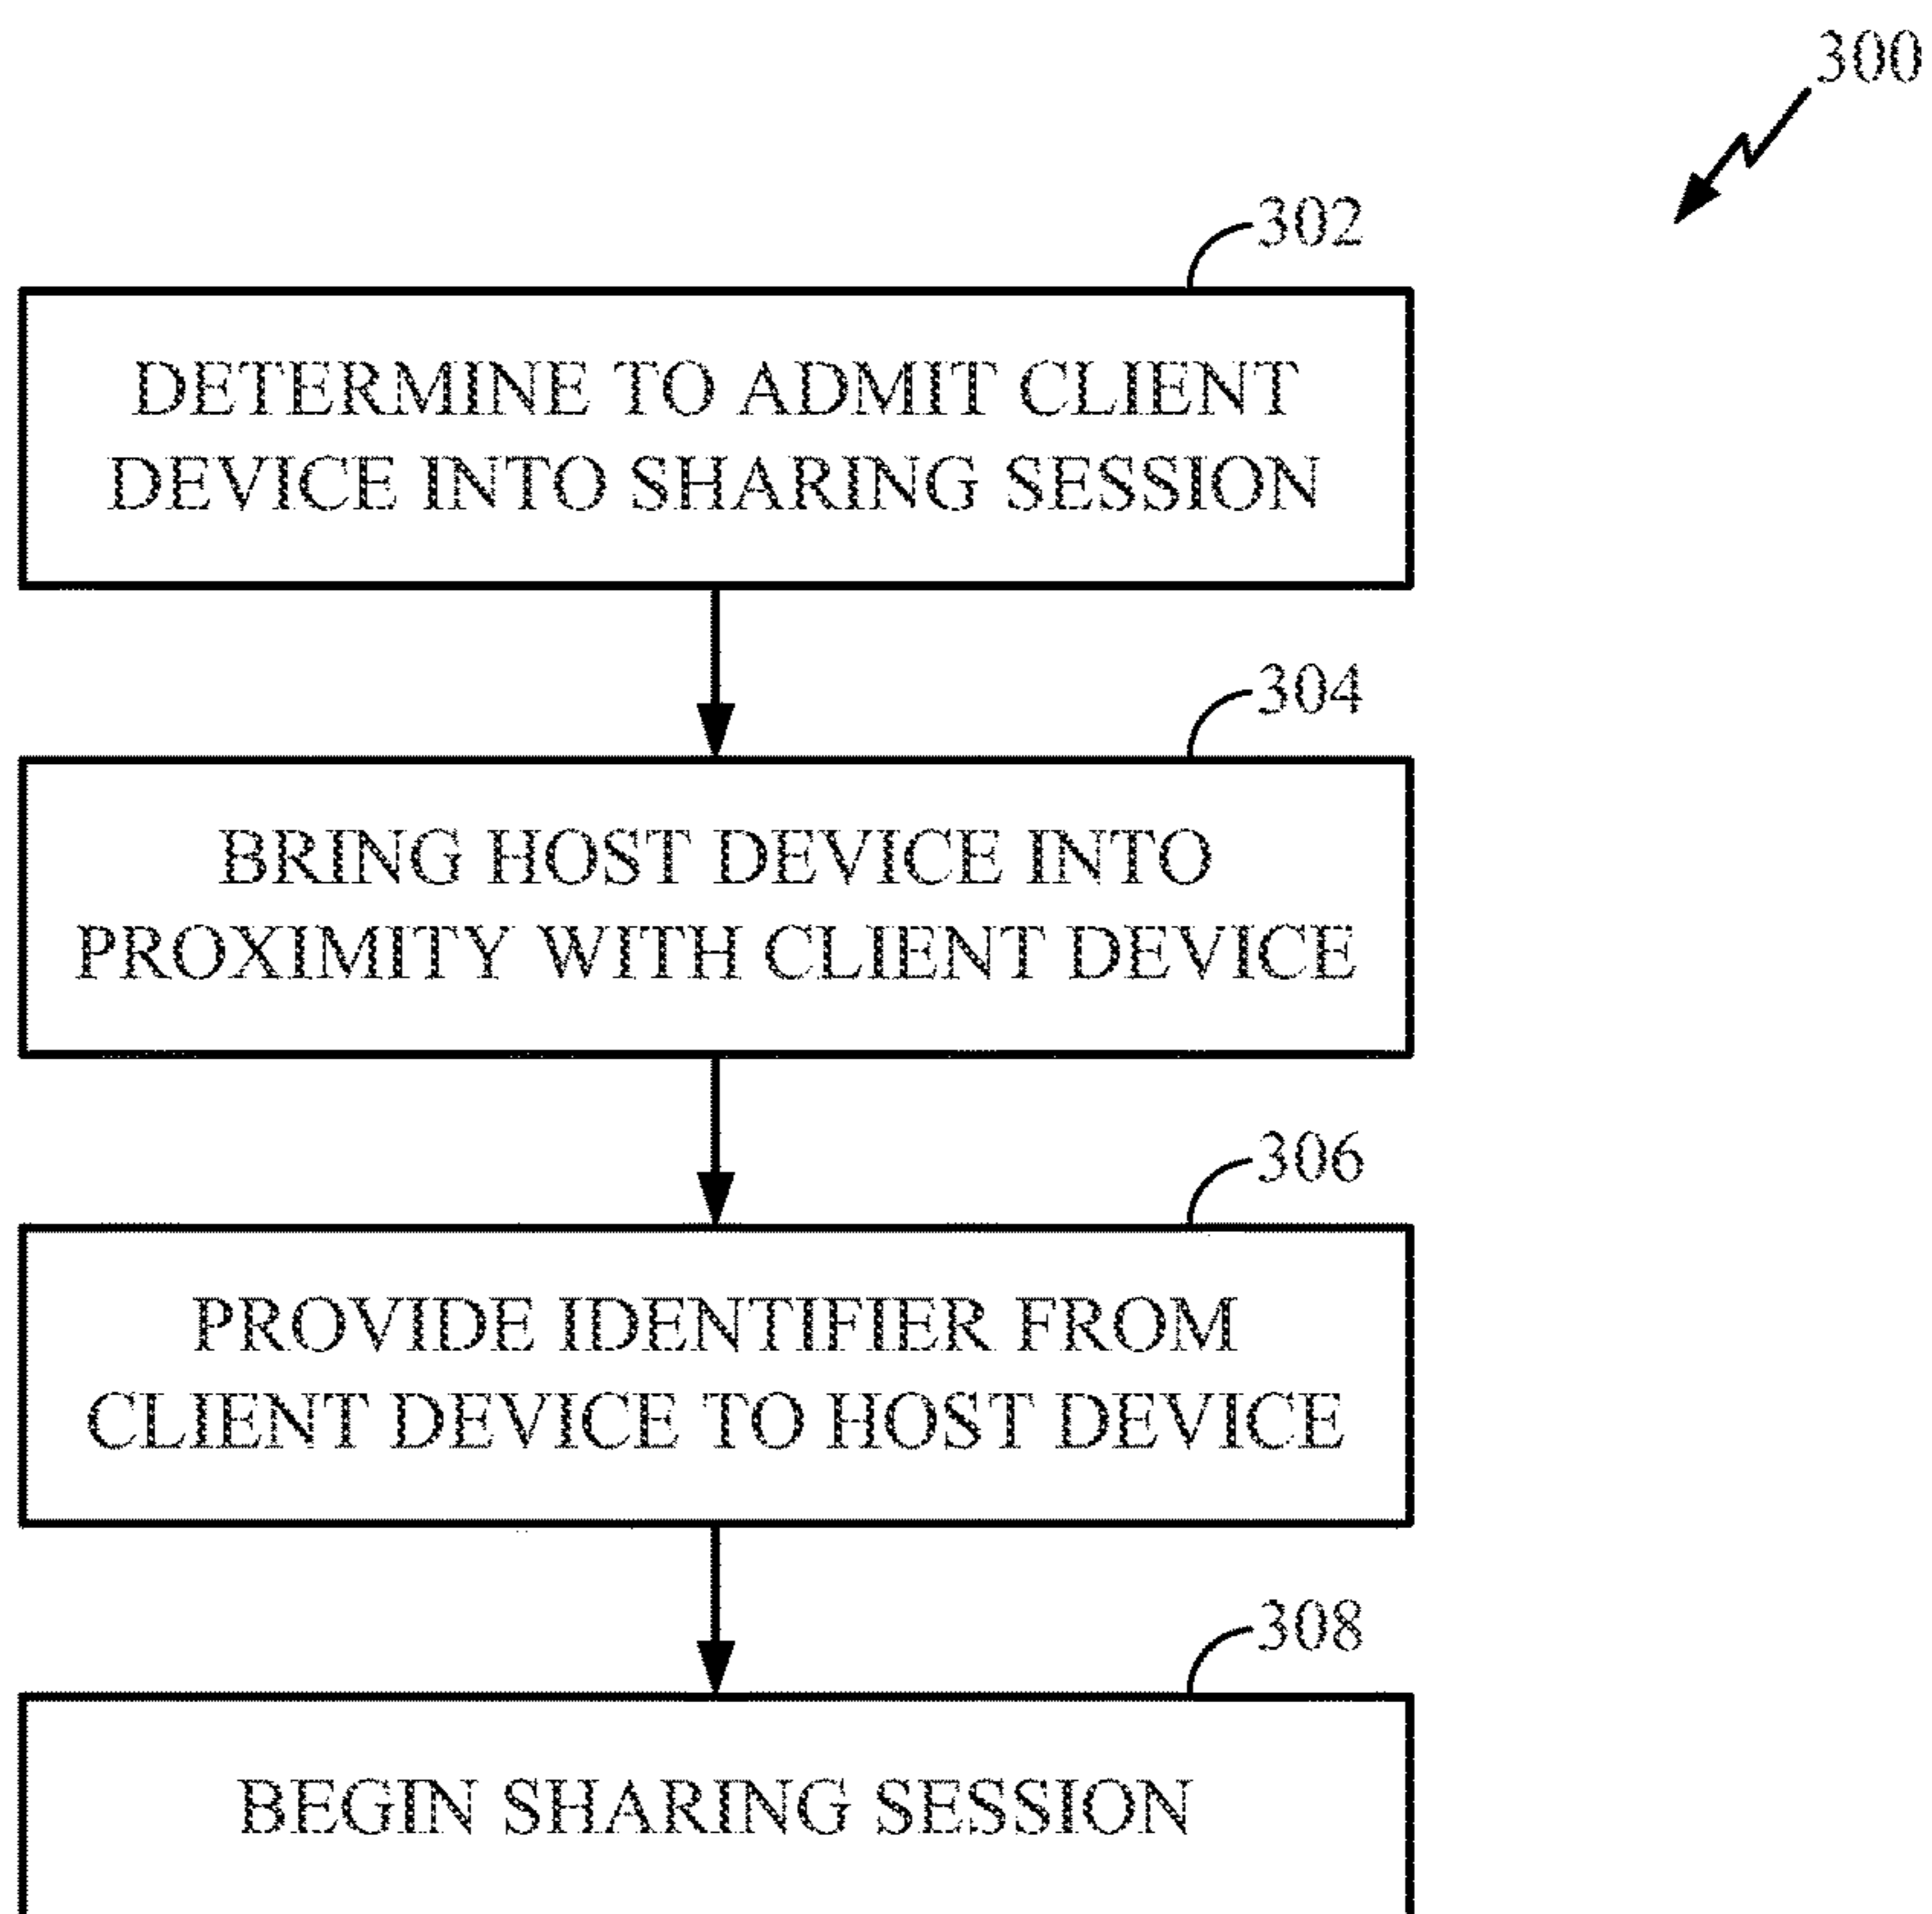 300
302
DETERMINE TO ADMIT CLIENT
DEVICE INTO SHARING SESSION
304
BRING HOST DEVICE INTO
PROXIMITY WITH CLIENT DEVICE
306
PROVIDE IDENTIFIER FROM
CLIENT DEVICE TO HOST DEVICE
308
BEGIN SHARING SESSION